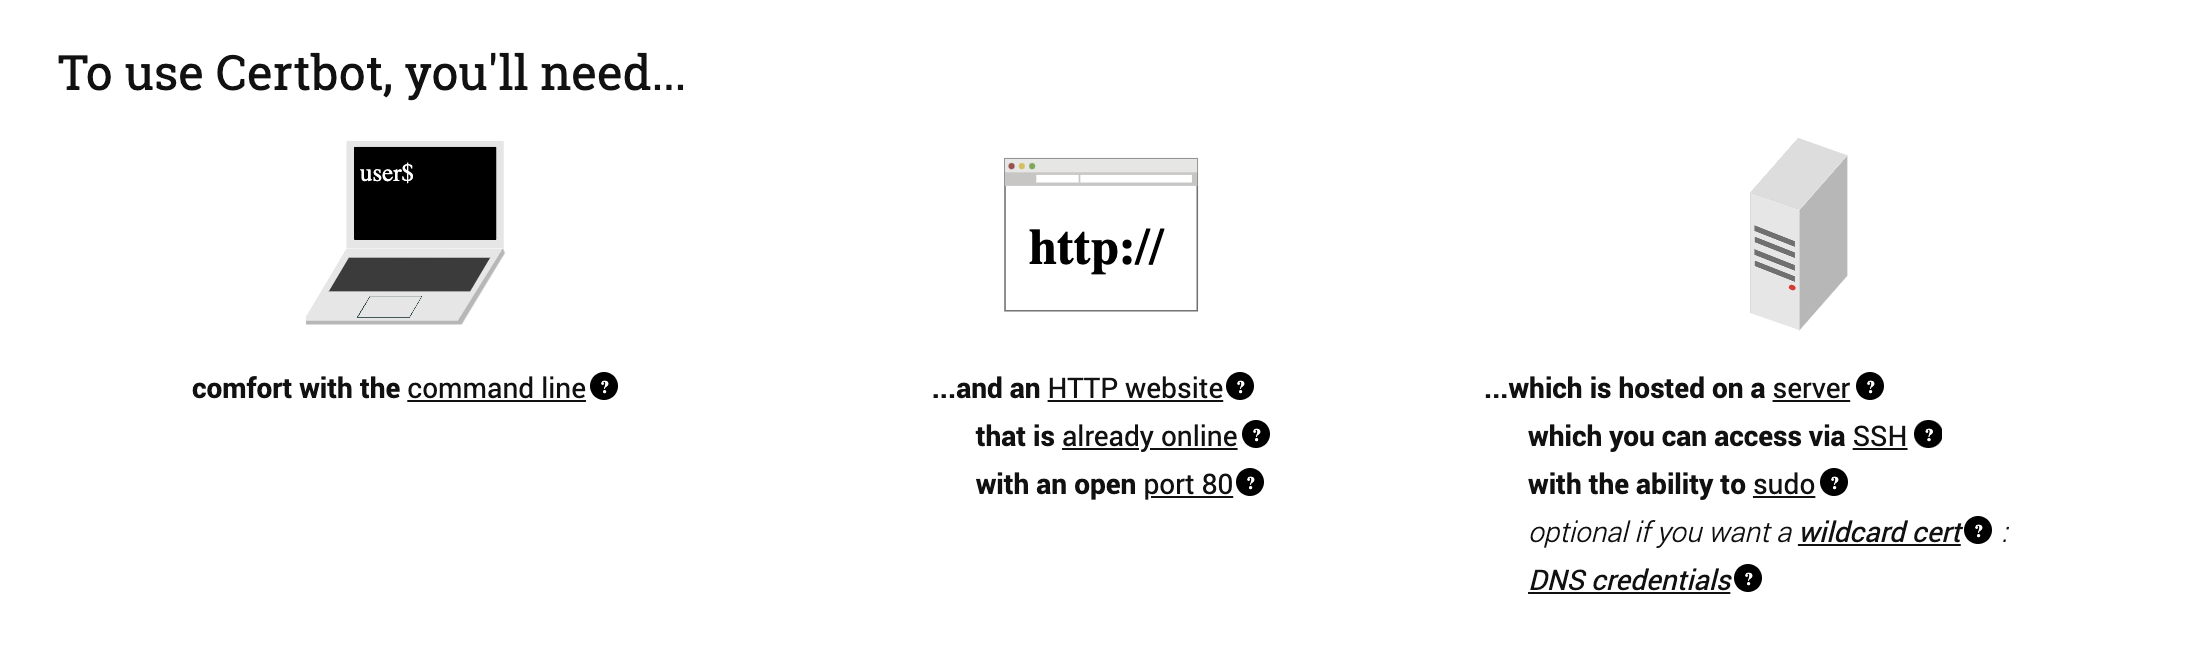 To use Certbot, you'll need...
user$
comfort with the command line ?
http://
...and an HTTP website ?
that is already online ?
with an open port 80 ?
...which is hosted on a server ?
which you can access via SSH ?
with the ability to sudo ?
optional if you want a wildcard cert ? :
DNS credentials ?